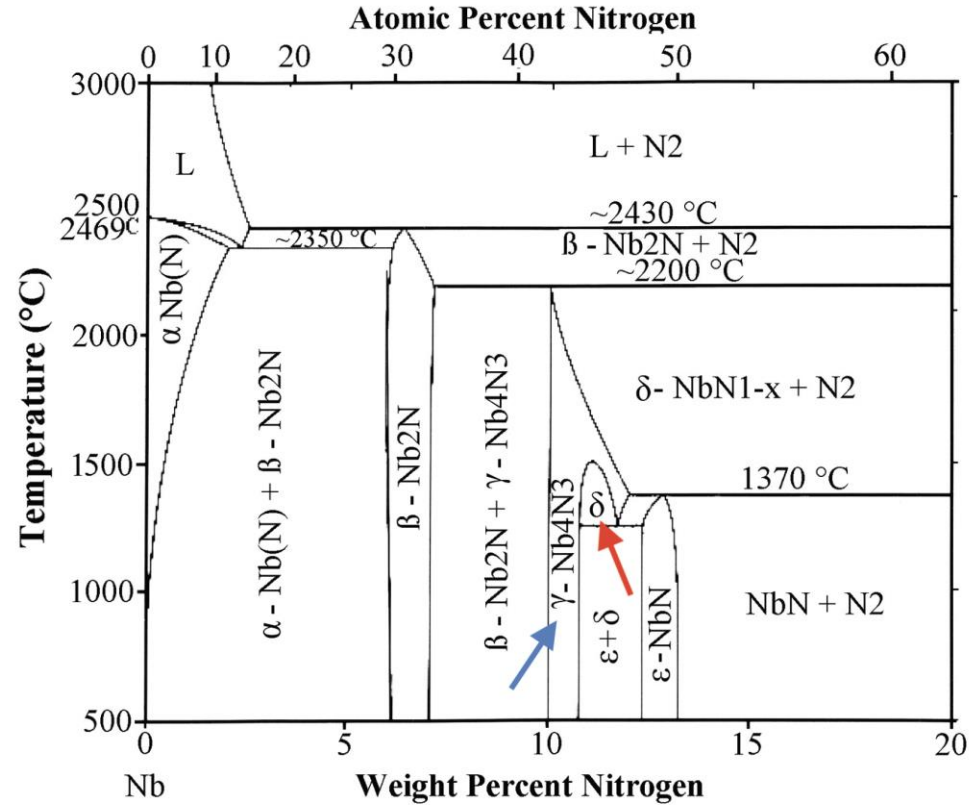 Atomic Percent Nitrogen
0 10 20 30 40 50 60
3000
L
L + N2
2500
2469c
~2430 °C
~2350 °C
ß - Nb2N + N2
~2200 °C
α Nb(N)
2000
Temperature (°C)
α - Nb(N) + ß - Nb2N
ß - Nb2N
ß - Nb2N + γ - Nb4N3
δ- NbN1-x + N2
1500
1370 °C
γ - Nb4N3
δ
1000
ε+δ
ε -NbN
NbN + N2
500
0 5 10 15 20
Nb
Weight Percent Nitrogen